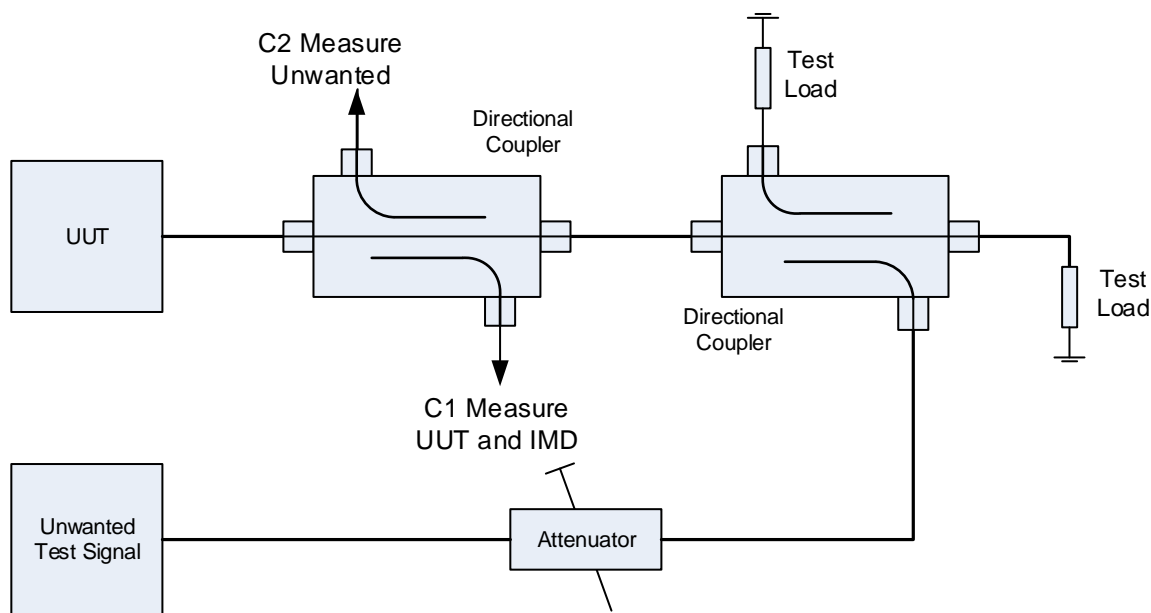 C2 Measure
Unwanted
Directional
Coupler
Test
Load
UUT
Test
Load
Directional
Coupler
C1 Measure
UUT and IMD
Unwanted
Test Signal
Attenuator